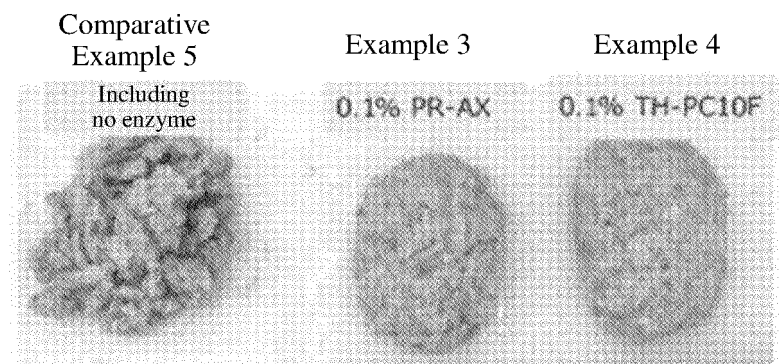 Comparative
Example 5
Including
no enzyme
Example 3
0.1% PR-AX
Example 4
0.1% TH-PC10F